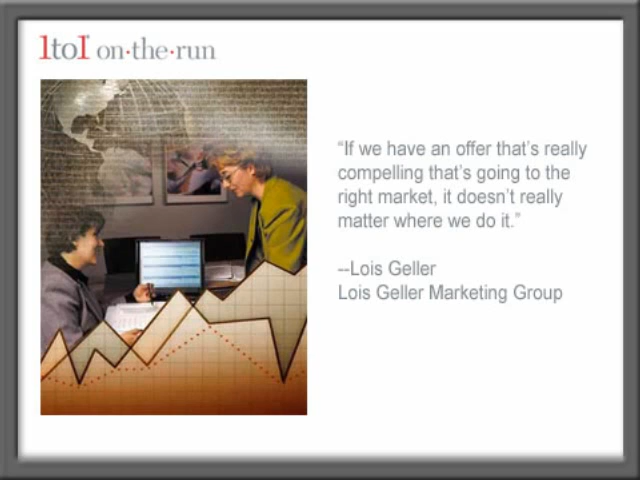 1to1 on·the·run
“If we have an offer that’s really
compelling that’s going to the
right market, it doesn’t really
matter where we do it.”
--Lois Geller
Lois Geller Marketing Group